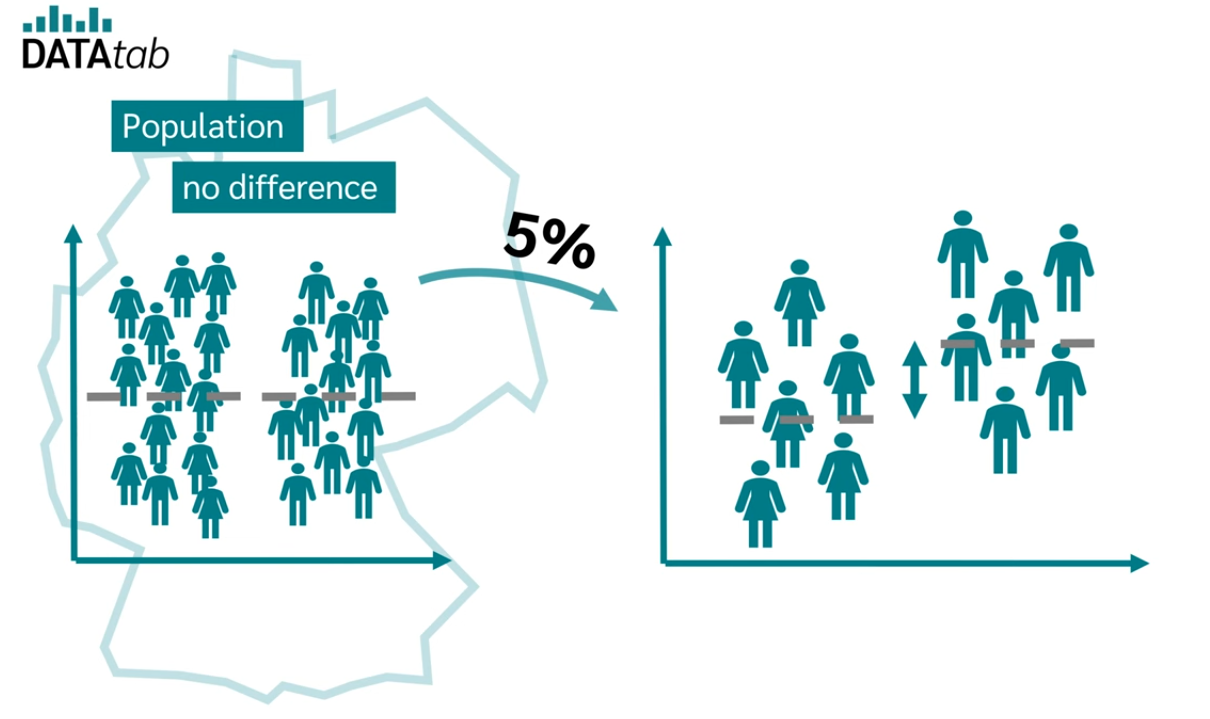 DATAtab
Population
no difference
5%